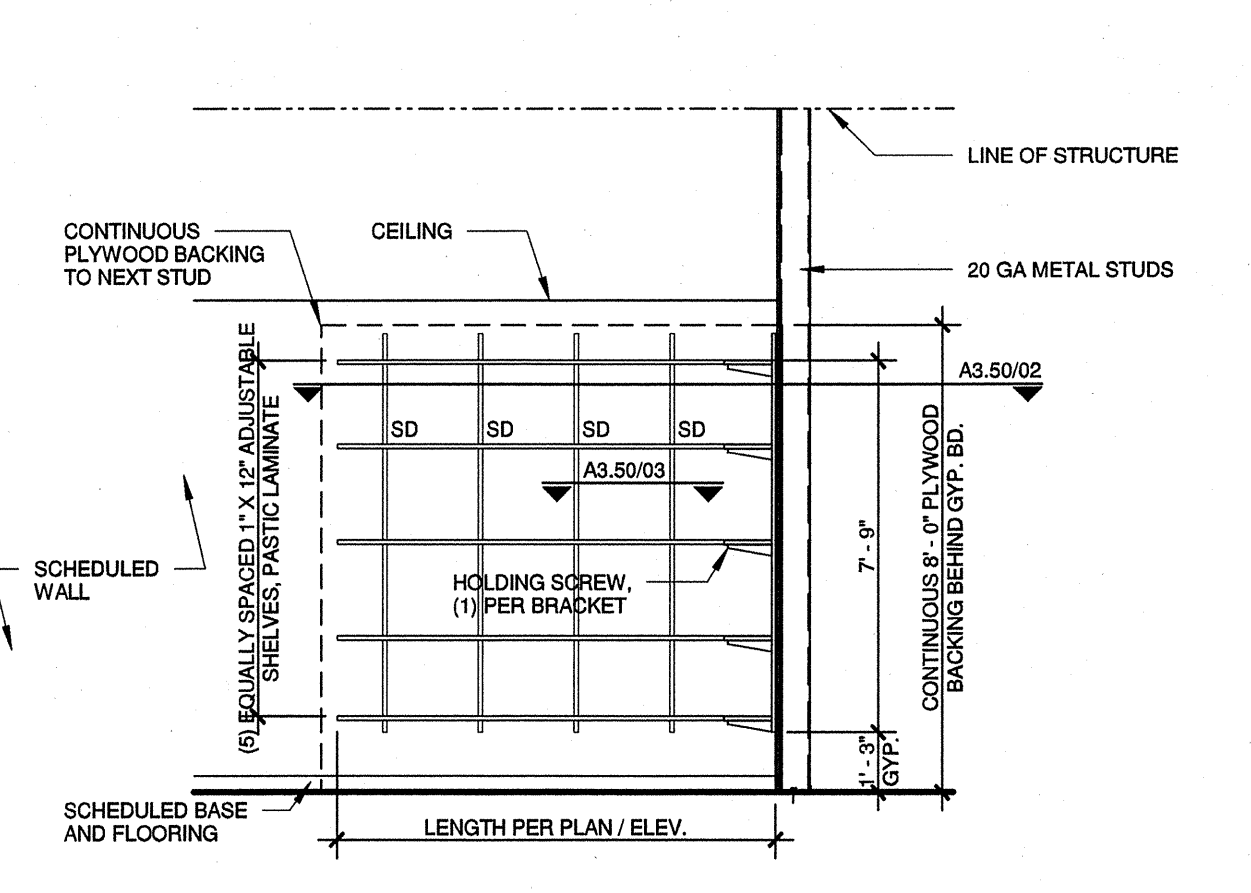 LINE OF STRUCTURE
CONTINUOUS
PLYWOOD BACKING
TO NEXT STUD
CEILING
20 GA METAL STUDS
A3.50/02
(5) EQUALLY SPACED 1" X 12" ADJUSTABLE
SHELVES, PASTIC LAMINATE
SD
SD
SD
SD
A3.50/03
CONTINUOUS 8' - 0" PLYWOOD
BACKING BEHIND GYP. BD.
7' - 9"
SCHEDULED
WALL
HOLDING SCREW,
(1) PER BRACKET
1' - 3"
GYP.
SCHEDULED BASE
AND FLOORING
LENGTH PER PLAN / ELEV.